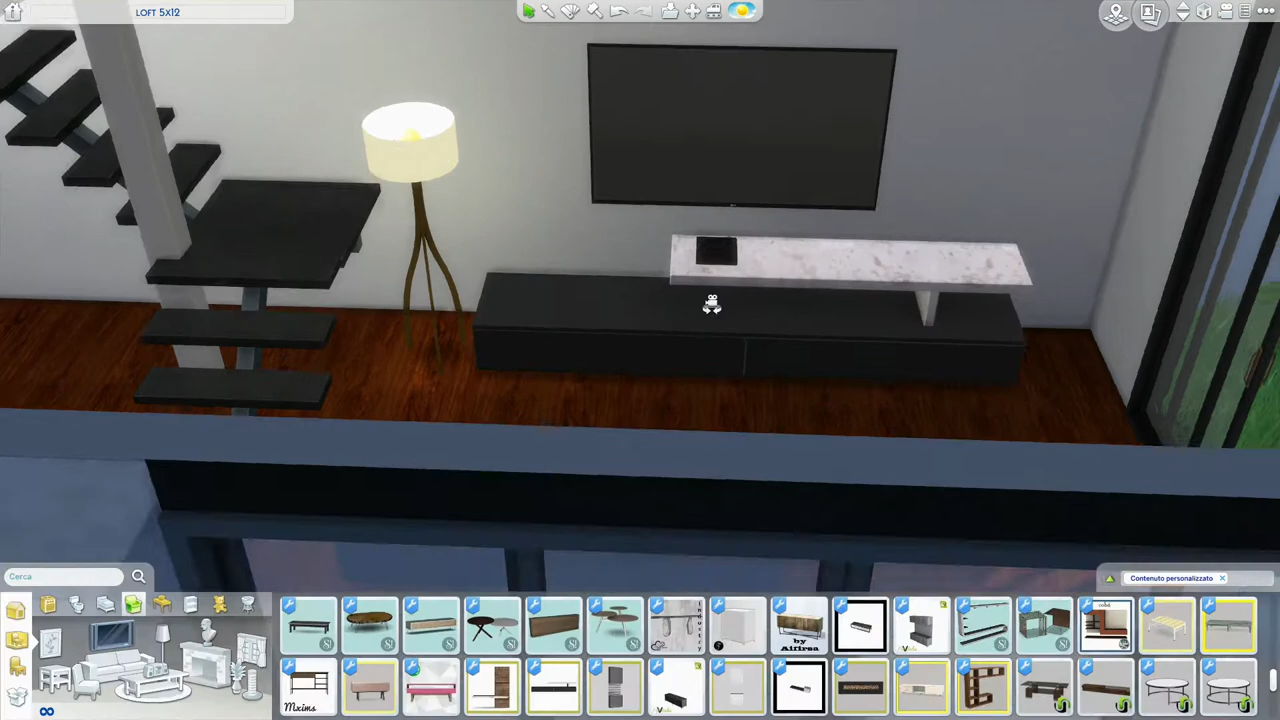 LOFT 5X12
Cerca
Contenuto personalizzato
by
Alfirea
Mxims